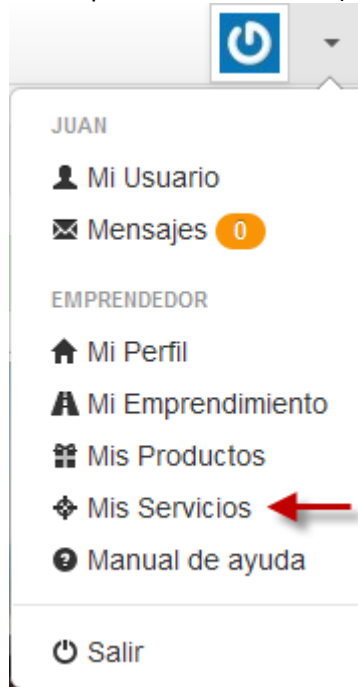 JUAN
Mi Usuario
Mensajes 0
EMPRENDEDOR
Mi Perfil
Mi Emprendimiento
Mis Productos
Mis Servicios
Manual de ayuda
Salir